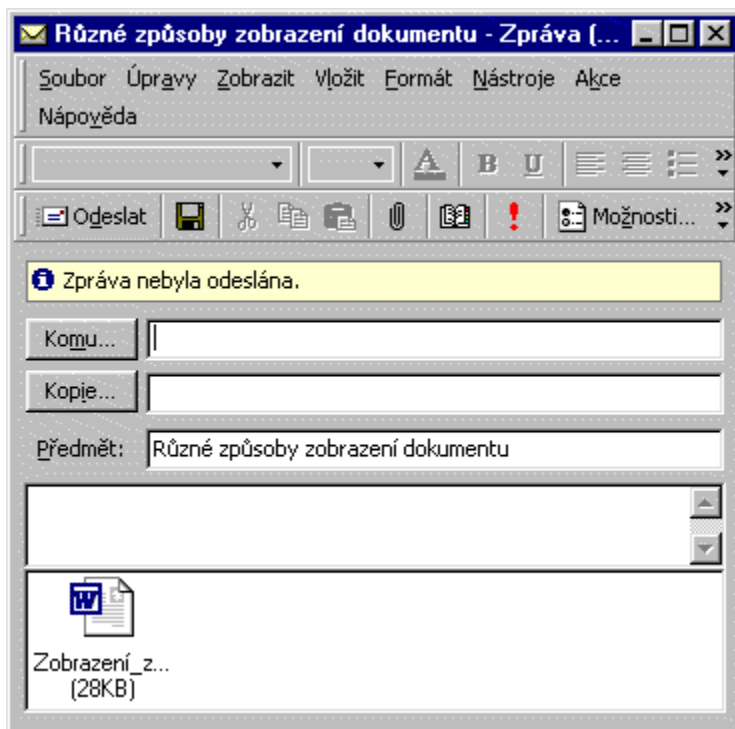 Různé způsoby zobrazení dokumentu - Zpráva (...
Soubor Úpravy Zobrazit Vložit Formát Nástroje Akce
Nápověda
A B U
Odeslat Možnosti...
Zpráva nebyla odeslána.
Komu...
Kopie...
Předmět: Různé způsoby zobrazení dokumentu
W
Zobrazení_z...
(28KB)